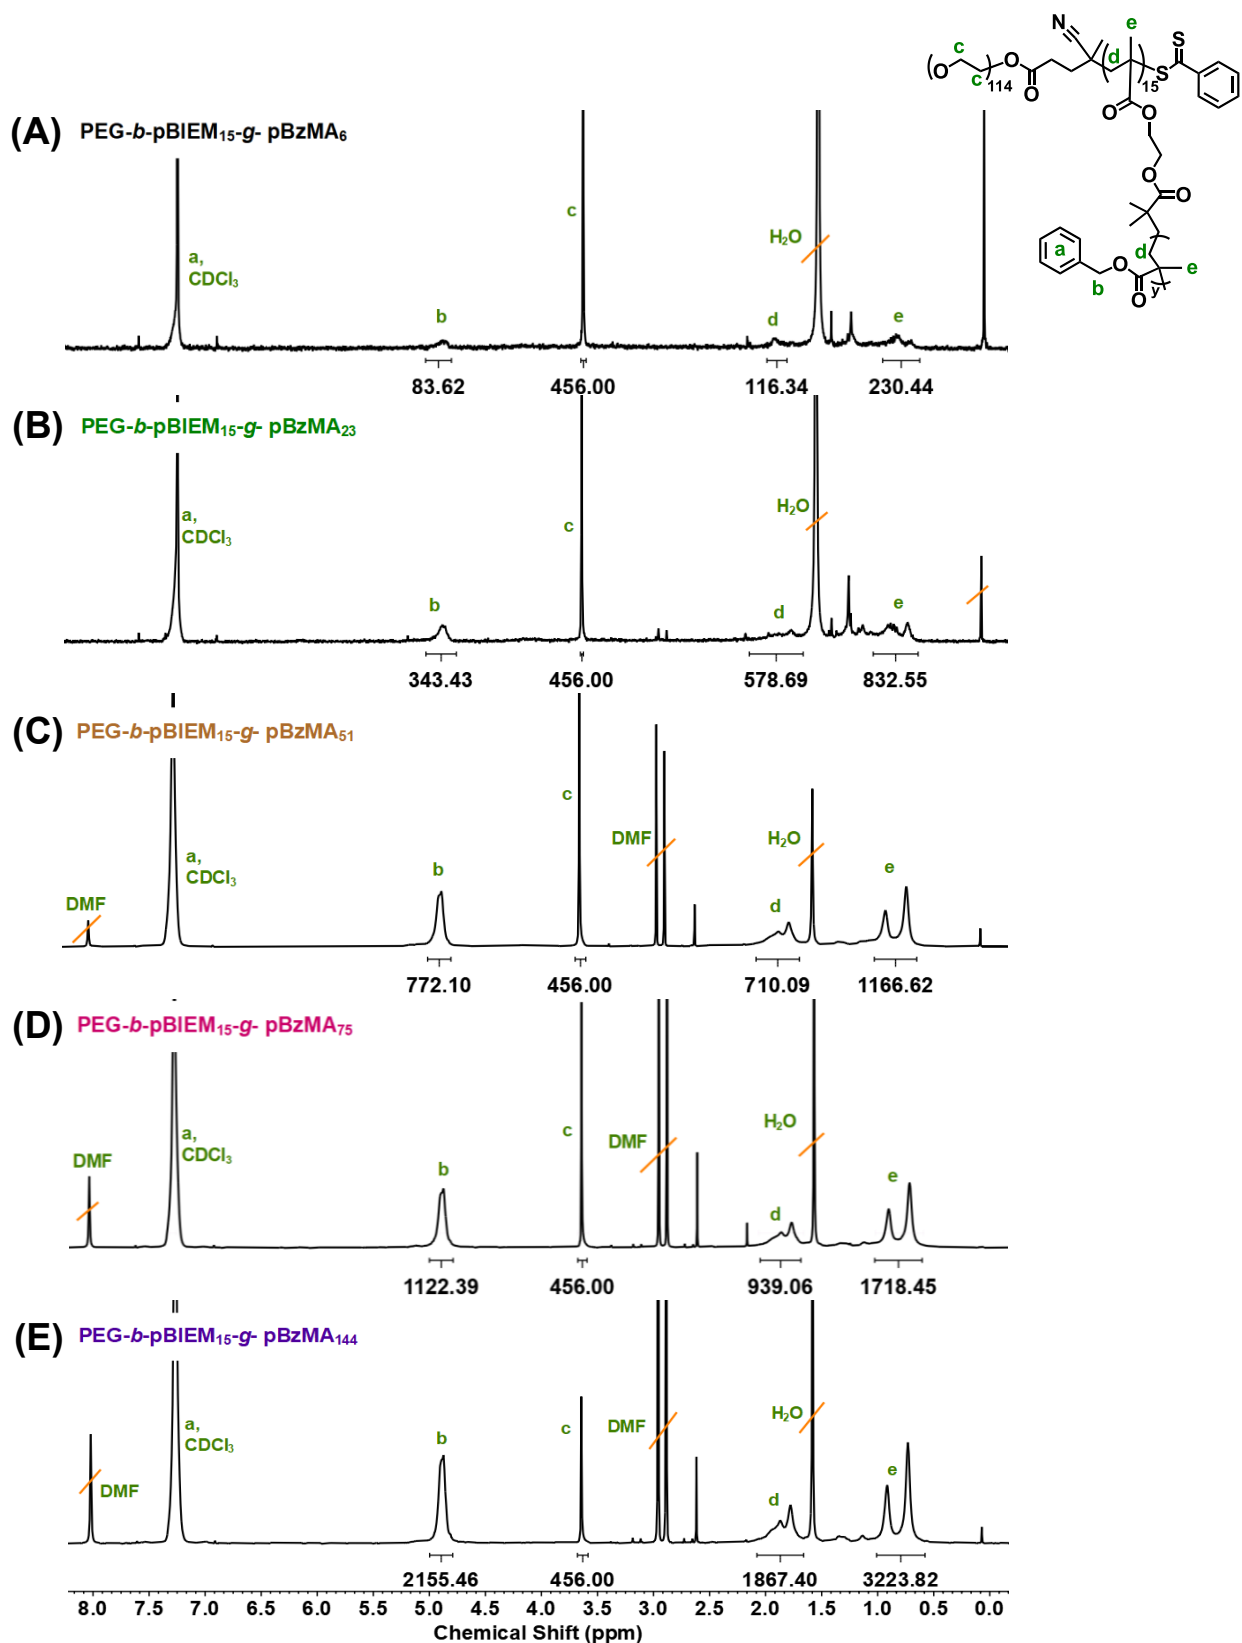 N
e
S
c
O
d
(O
c
114
O
O
15
S
O
O
O
O
a
d
O
e
b
O
y
(A) PEG-b-pBIEM15-g- pBzMA6
a,
CDCl3
b
c
d
H2O
e
83.62 456.00 116.34 230.44
(B) PEG-b-pBIEM15-g- pBzMA23
a,
CDCl3
b
c
d
H2O
e
343.43 456.00 578.69 832.55
(C) PEG-b-pBIEM15-g- pBzMA51
DMF
a,
CDCl3
b
c
DMF
d
H2O
e
772.10 456.00 710.09 1166.62
(D) PEG-b-pBIEM15-g- pBzMA75
DMF
a,
CDCl3
b
c
DMF
d
H2O
e
1122.39 456.00 939.06 1718.45
(E) PEG-b-pBIEM15-g- pBzMA144
DMF
a,
CDCl3
b
c
DMF
d
H2O
e
2155.46 456.00 1867.40 3223.82
8.0 7.5 7.0 6.5 6.0 5.5 5.0 4.5 4.0 3.5 3.0 2.5 2.0 1.5 1.0 0.5 0.0
Chemical Shift (ppm)